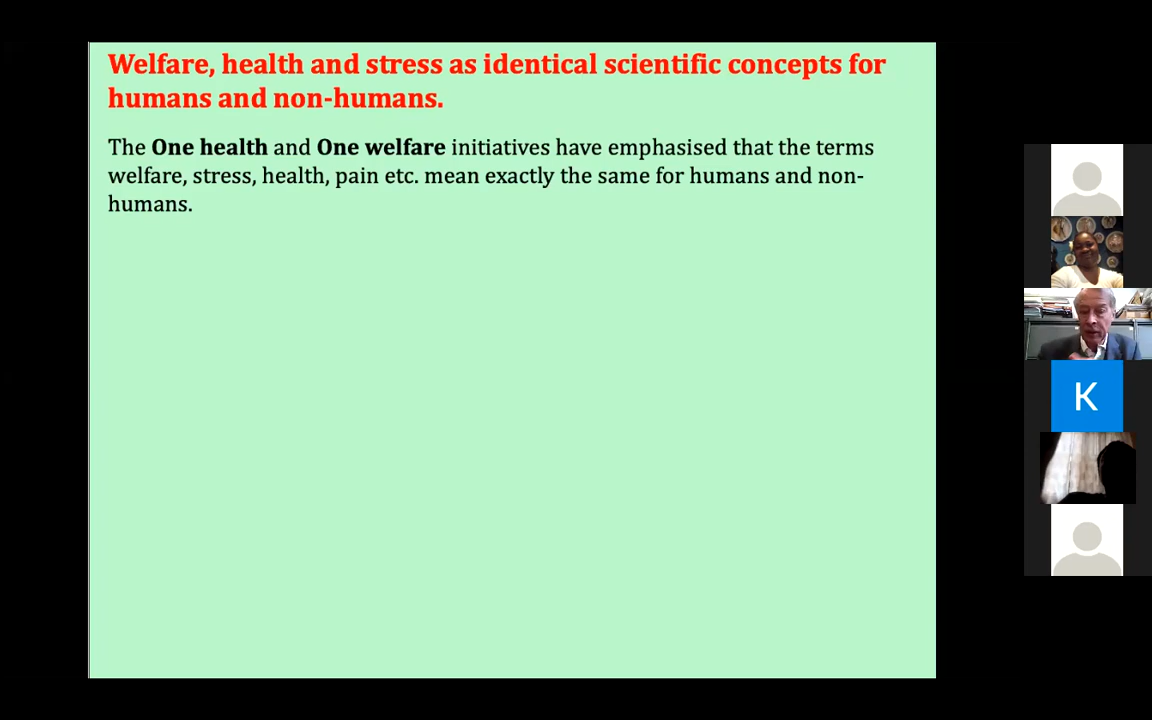 Welfare, health and stress as identical scientific concepts for
humans and non-humans.
The One health and One welfare initiatives have emphasised that the terms
welfare, stress, health, pain etc. mean exactly the same for humans and non-
humans.
K